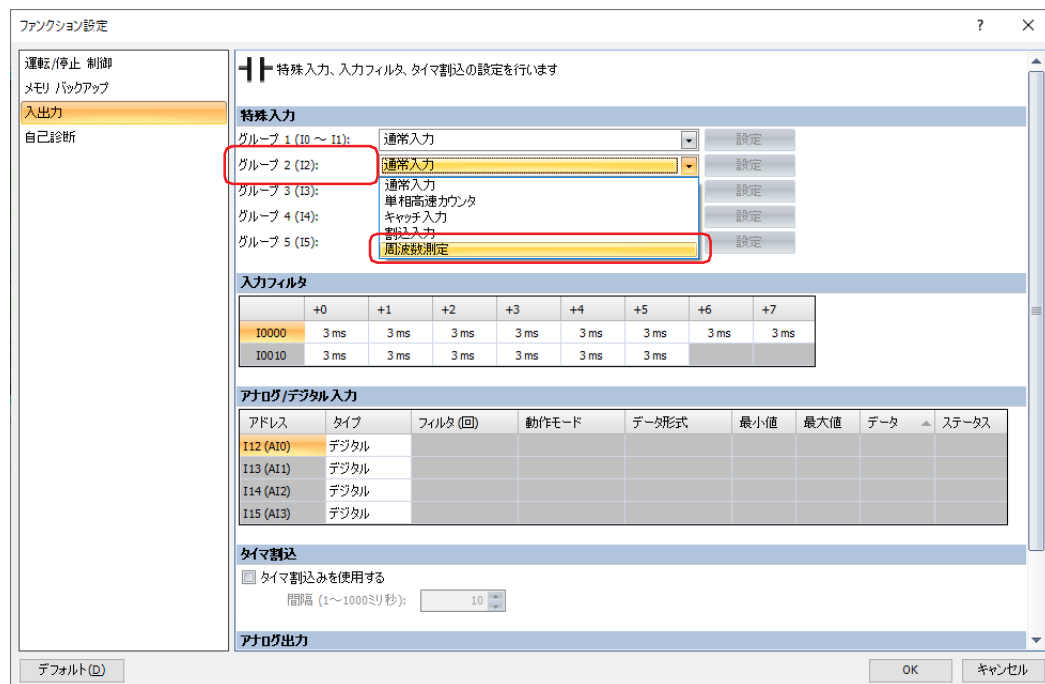 ファンクション設定 ? ×
運転/停止 制御
メモリ バックアップ
入出力
自己診断
特殊入力、入力フィルタ、タイマ割込の設定を行います
特殊入力
グループ 1 (I0 ～ I1): 通常入力 設定
グループ 2 (I2): 通常入力 設定
グループ 3 (I3): 設定
グループ 4 (I4): 設定
グループ 5 (I5): 設定
通常入力
単相高速カウンタ
キャッチ入力
割込入力
周波数測定
入力フィルタ
+0 +1 +2 +3 +4 +5 +6 +7
I0000 3 ms 3 ms 3 ms 3 ms 3 ms 3 ms 3 ms 3 ms
I0010 3 ms 3 ms 3 ms 3 ms 3 ms 3 ms
アナログ/デジタル入力
アドレス タイプ フィルタ (回) 動作モード データ形式 最小値 最大値 データ ステータス
I12 (AI0) デジタル
I13 (AI1) デジタル
I14 (AI2) デジタル
I15 (AI3) デジタル
タイマ割込
タイマ割込みを使用する
間隔 (1～1000ミリ秒): 10
アナログ出力
デフォルト(D) OK キャンセル